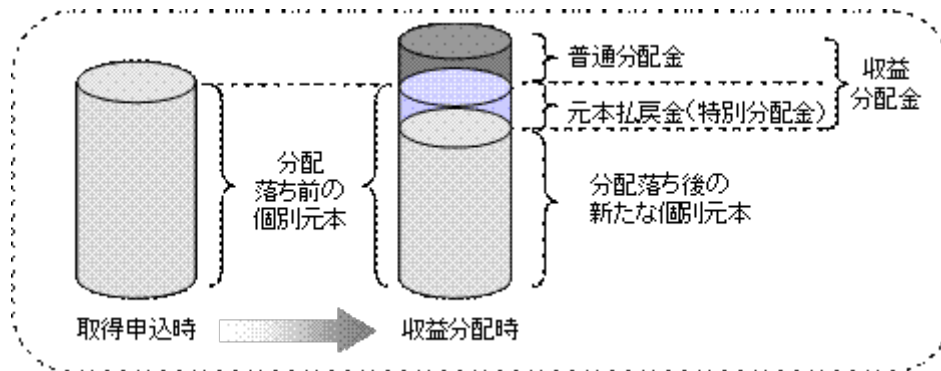 普通分配金
収益
分配金
元本払戻金(特別分配金)
分配
落ち前の
個別元本
分配落ち後の
新たな個別元本
取得申込時
収益分配時